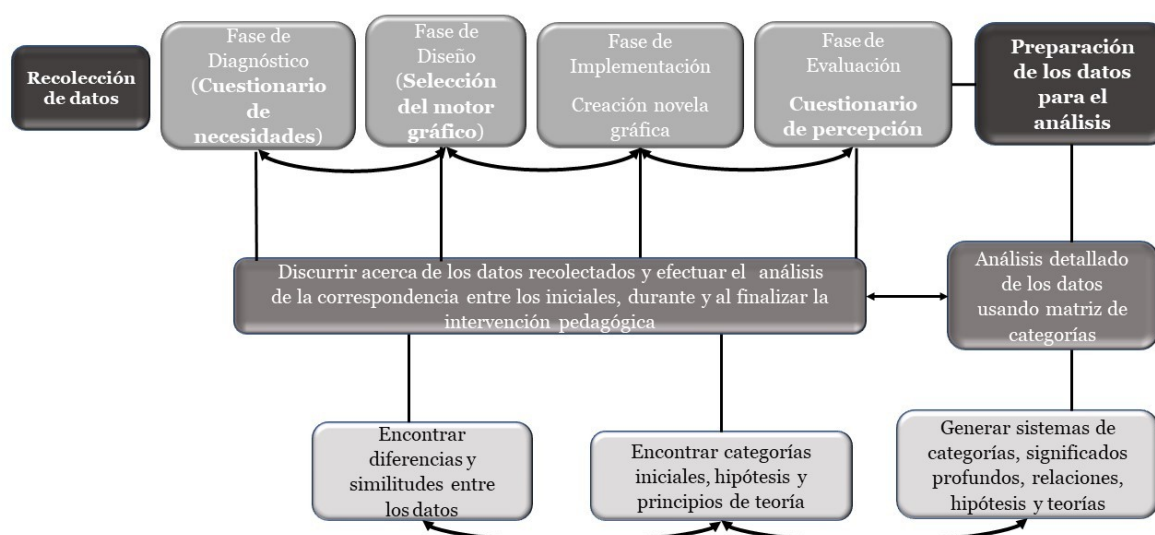 Recolección
de datos
Fase de
Diagnóstico
(Cuestionario
de
necesidades)
Fase de
Diseño
(Selección
del motor
gráfico)
Fase de
Implementación
Creación novela
gráfica
Fase de
Evaluación
Cuestionario
de percepción
Preparación
de los datos
para el
análisis
Discurrir acerca de los datos recolectados y efectuar el análisis
de la correspondencia entre los iniciales, durante y al finalizar la
intervención pedagógica
Análisis detallado
de los datos
usando matriz de
categorías
Encontrar
diferencias y
similitudes entre
los datos
Encontrar categorías
iniciales, hipótesis y
principios de teoría
Generar sistemas de
categorías, significados
profundos, relaciones,
hipótesis y teorías